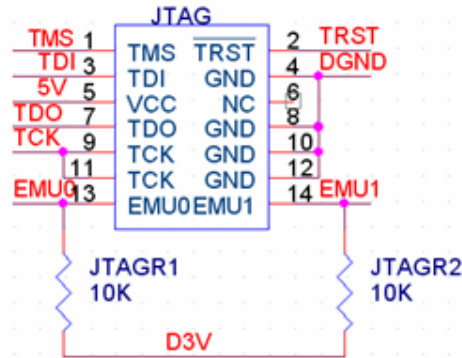 JTAG
TMS 1 TMS TRST 2 TRST
TDI 3 TDI GND 4 DGND
5V 5 VCC NC 6
TDO 7 TDO GND 8
TCK 9 TCK GND 10
11 TCK GND 12
EMU0 13 EMU0 EMU1 14 EMU1
JTAGR1 JTAGR2
10K 10K
D3V